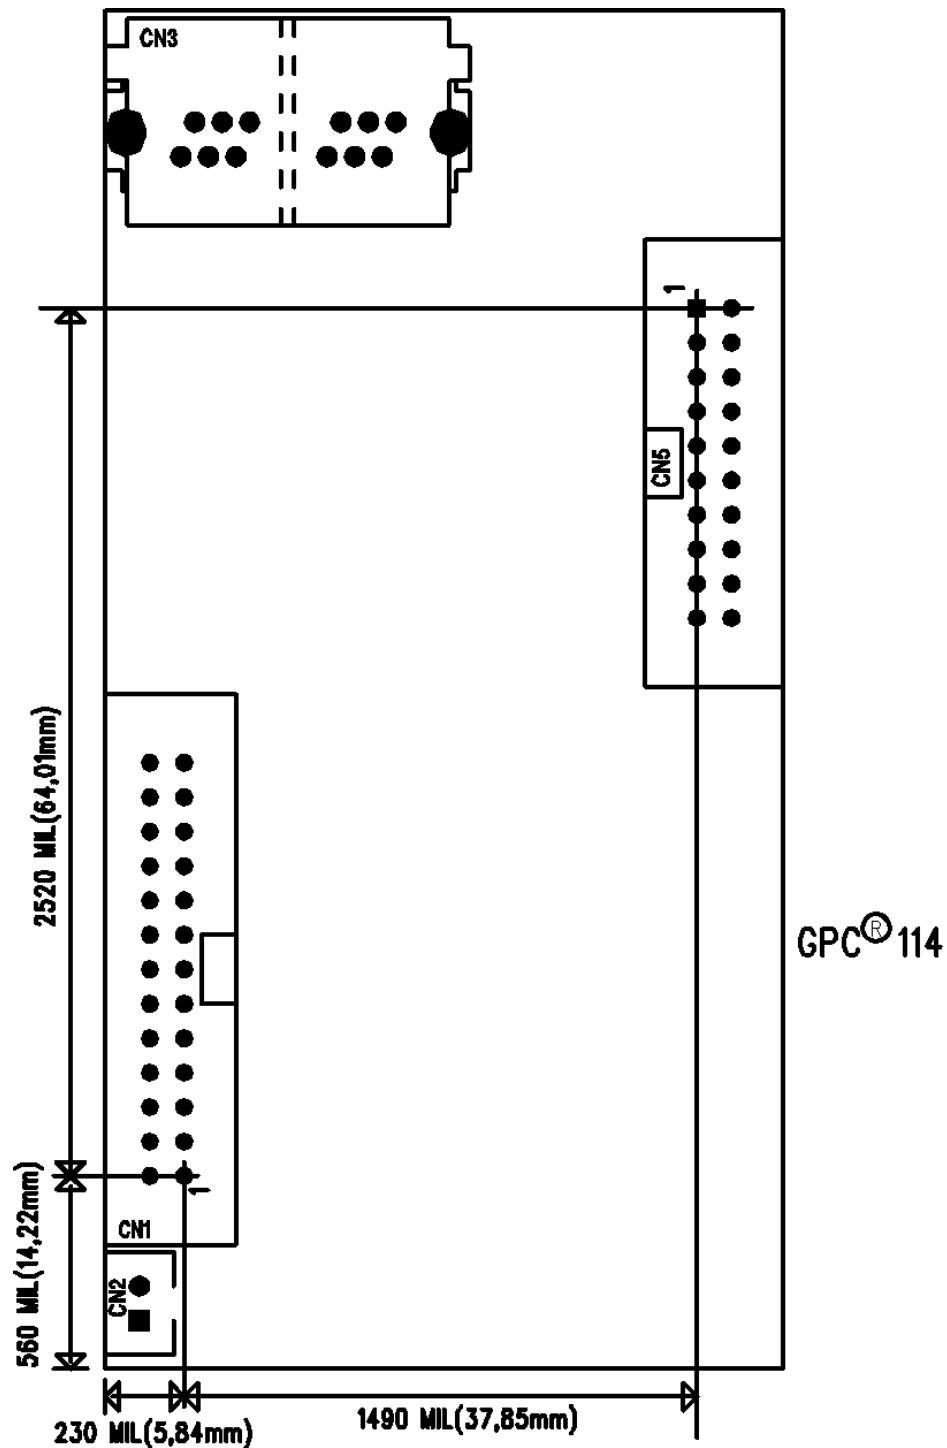 CN3
1
CN5
2520 MIL(64,01mm)
GPC® 114
1
CN1
560 MIL(14,22mm)
CN2
230 MIL(5,84mm)
1490 MIL(37,85mm)